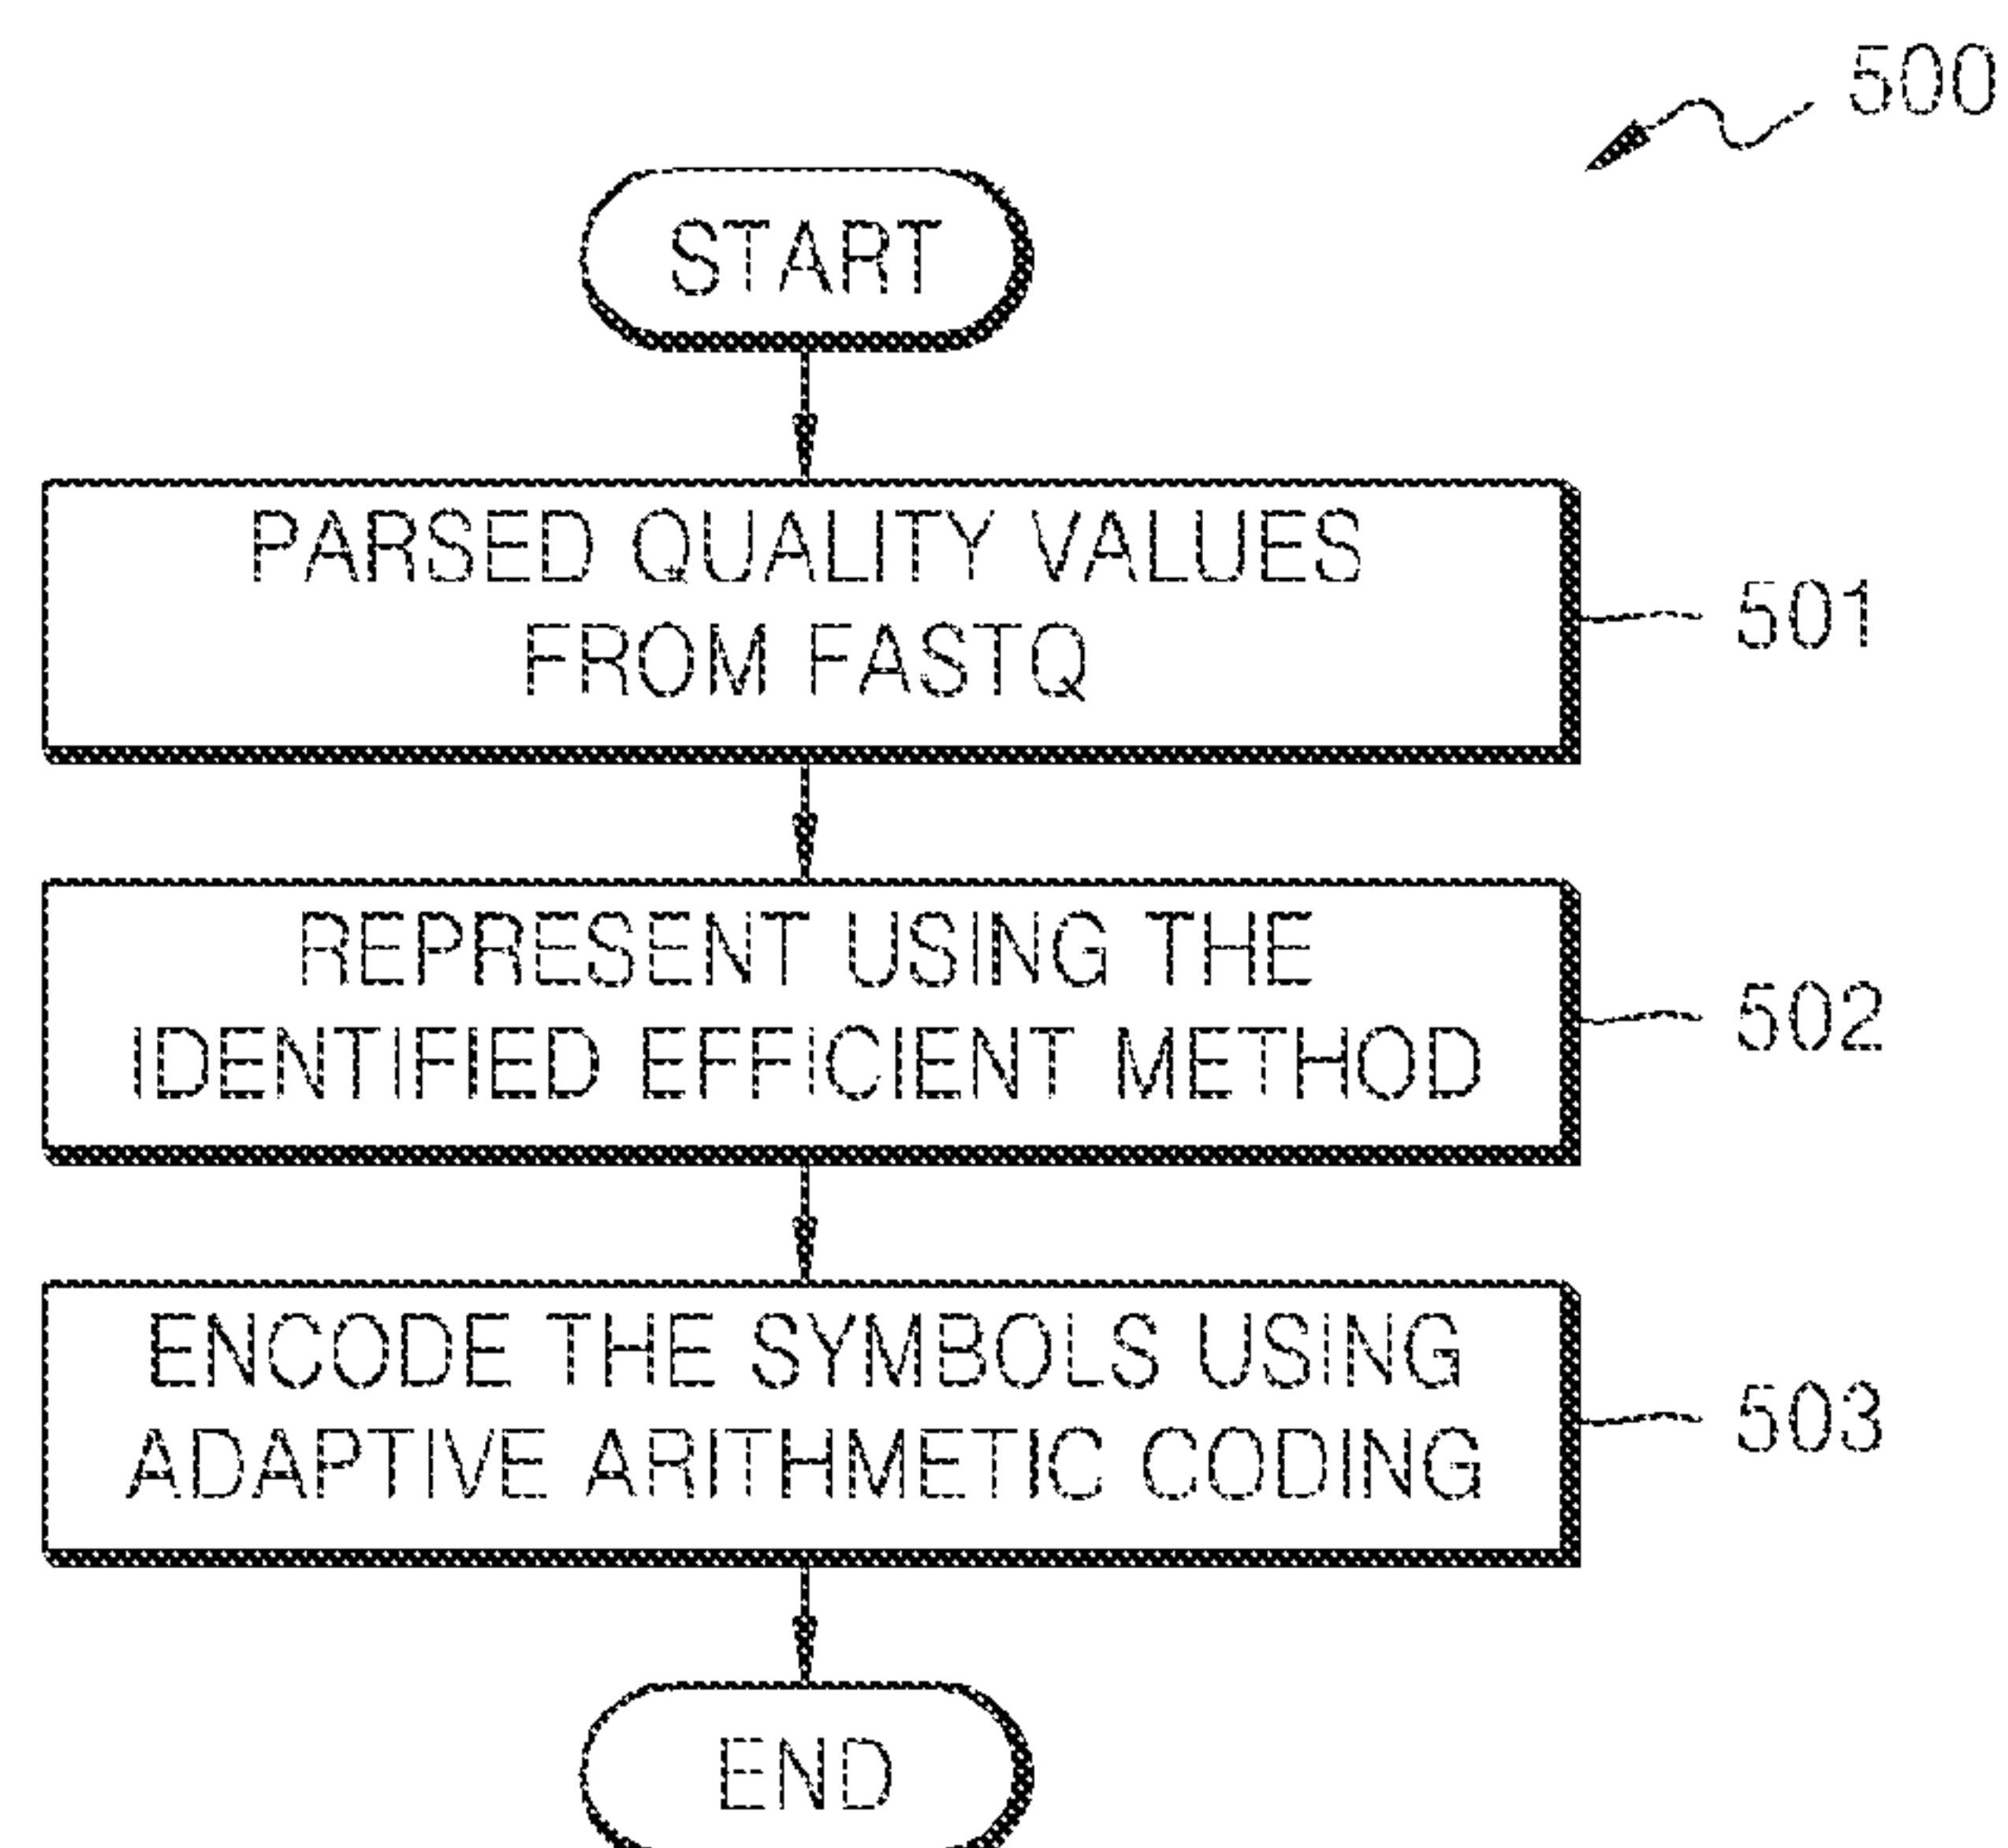 500
START
PARSED QUALITY VALUES
FROM FASTQ
501
REPRESENT USING THE
IDENTIFIED EFFICIENT METHOD
502
ENCODE THE SYMBOLS USING
ADAPTIVE ARITHMETIC CODING
503
END